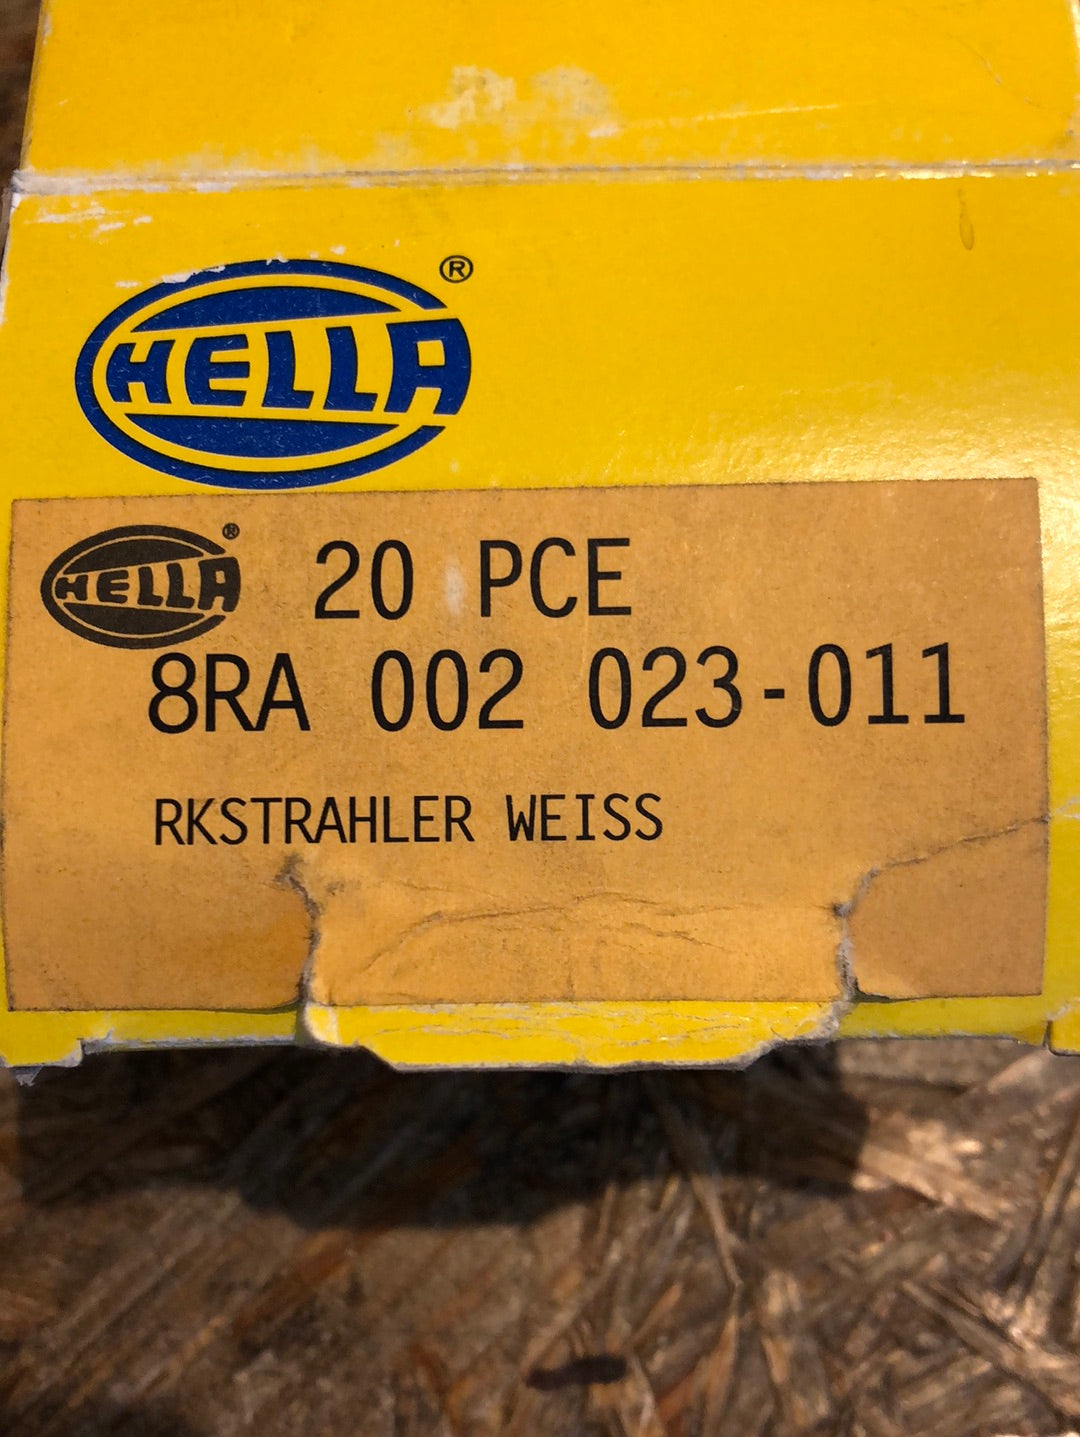 HELLA ®
HELLA ® 20 PCE
8RA 002 023-011
RKSTRAHLER WEISS